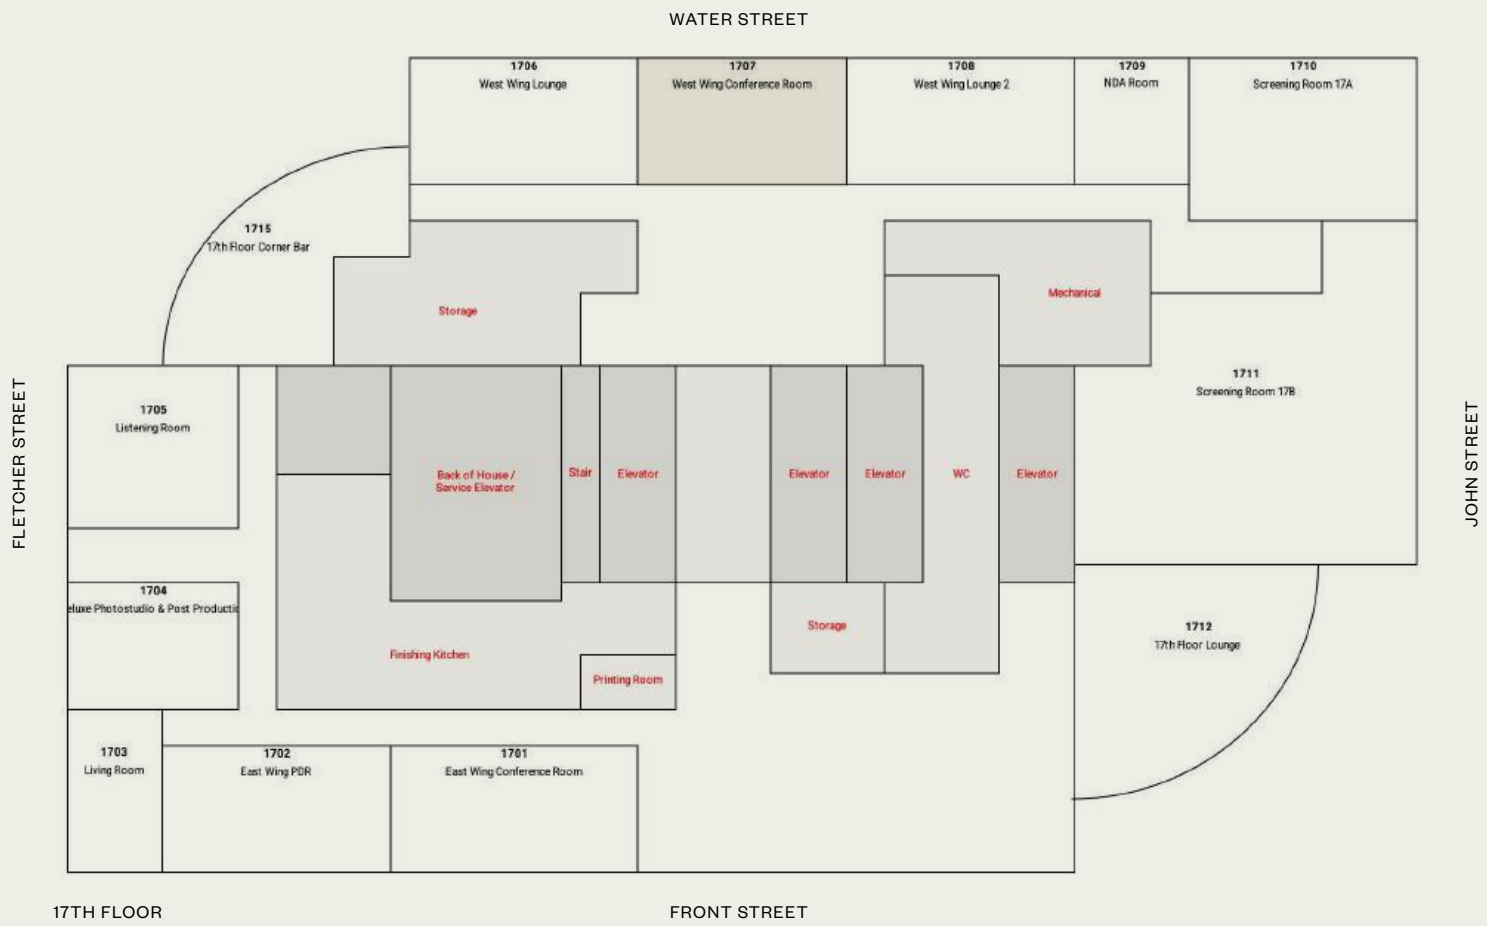 WATER STREET
1706
West Wing Lounge
1707
West Wing Conference Room
1708
West Wing Lounge 2
1709
NDA Room
1710
Screening Room 17A
1715
17th Floor Corner Bar
Storage
Mechanical
1711
Screening Room 17B
FLETCHER STREET
JOHN STREET
1705
Listening Room
Back of House /
Service Elevator
Stair
Elevator
Elevator
Elevator
WC
Elevator
1704
eluxe Photostudio & Post Productio
Finishing Kitchen
Printing Room
Storage
1712
17th Floor Lounge
1703
Living Room
1702
East Wing PDR
1701
East Wing Conference Room
17TH FLOOR
FRONT STREET